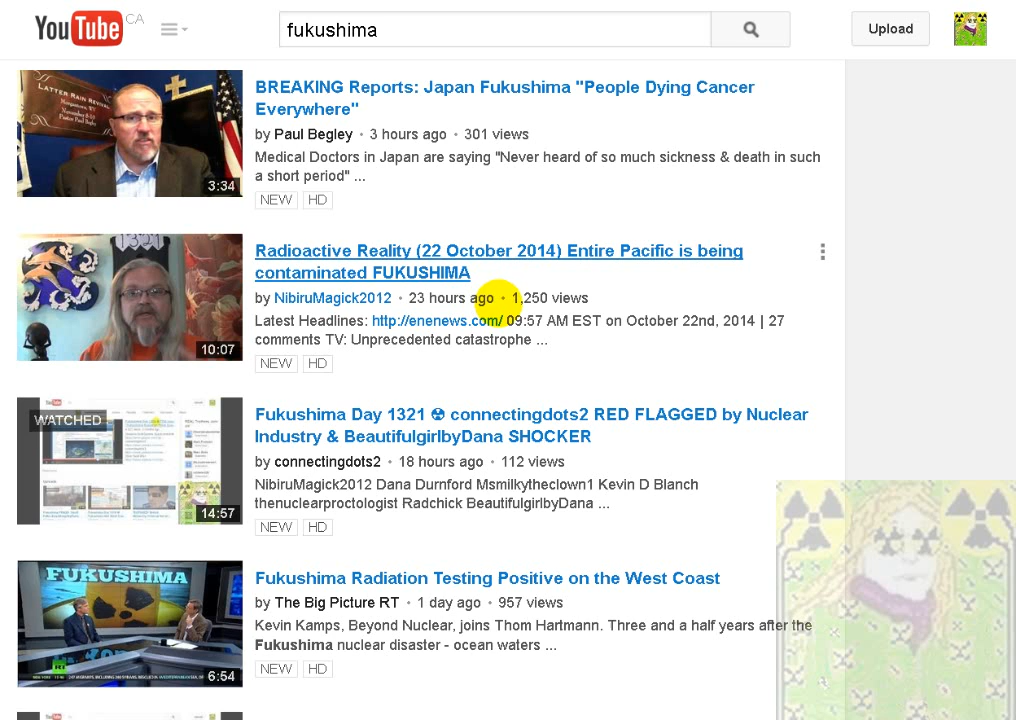 YouTube CA
fukushima
Upload
LATTER RAIN REVIVAL
3:34
BREAKING Reports: Japan Fukushima "People Dying Cancer
Everywhere"
by Paul Begley • 3 hours ago • 301 views
Medical Doctors in Japan are saying "Never heard of so much sickness & death in such
a short period" ...
NEW HD
1321
10:07
Radioactive Reality (22 October 2014) Entire Pacific is being
contaminated FUKUSHIMA
by NibiruMagick2012 • 23 hours ago • 1,250 views
Latest Headlines: http://enenews.com/ 09:57 AM EST on October 22nd, 2014 | 27
comments TV: Unprecedented catastrophe ...
NEW HD
WATCHED
14:57
Fukushima Day 1321 ☢ connectingdots2 RED FLAGGED by Nuclear
Industry & BeautifulgirlbyDana SHOCKER
by connectingdots2 • 18 hours ago • 112 views
NibiruMagick2012 Dana Durnford Msmilkytheclown1 Kevin D Blanch
thenuclearproctologist Radchick BeautifulgirlbyDana ...
NEW HD
FUKUSHIMA
RT
6:54
Fukushima Radiation Testing Positive on the West Coast
by The Big Picture RT • 1 day ago • 957 views
Kevin Kamps, Beyond Nuclear, joins Thom Hartmann. Three and a half years after the
Fukushima nuclear disaster - ocean waters ...
NEW HD